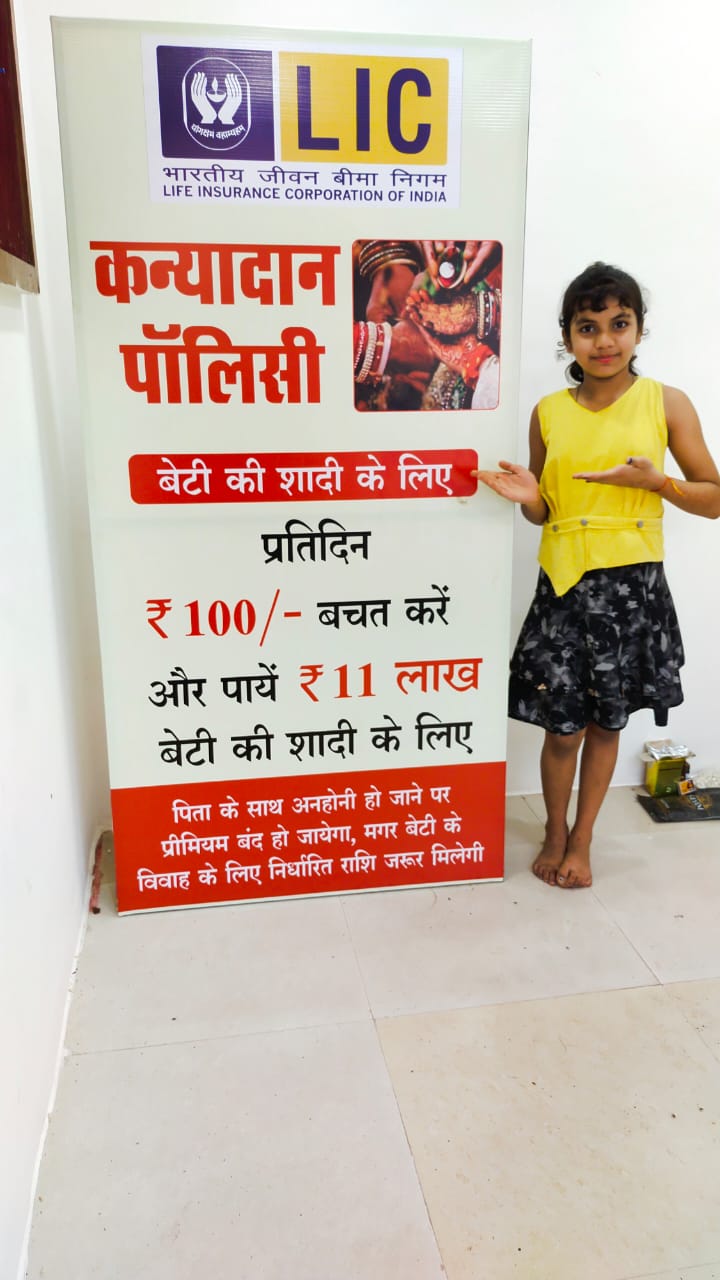 योगक्षेमं वहाम्यहम्
LIC
भारतीय जीवन बीमा निगम
LIFE INSURANCE CORPORATION OF INDIA
कन्यादान
पॉलिसी
बेटी की शादी के लिए
प्रतिदिन
₹ 100/- बचत करें
और पायें ₹ 11 लाख
बेटी की शादी के लिए
पिता के साथ अनहोनी हो जाने पर
प्रीमियम बंद हो जायेगा, मगर बेटी के
विवाह के लिए निर्धारित राशि जरूर मिलेगी